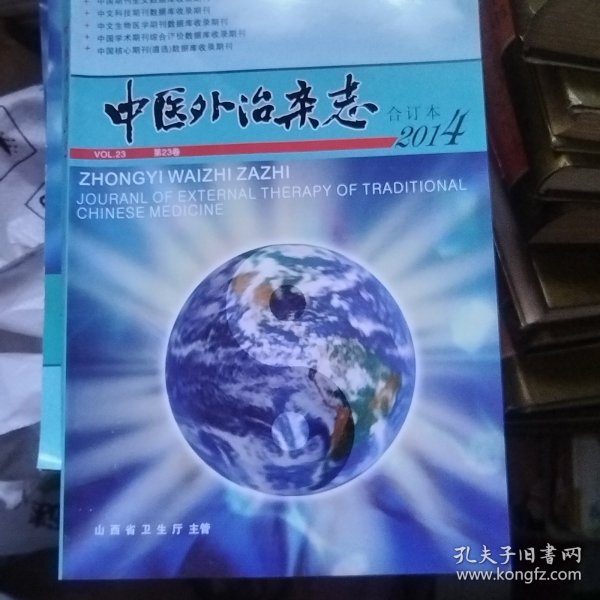 中文科技期刊数据库收录期刊
中文生物医学期刊数据库收录期刊
中国学术期刊综合评价数据库收录期刊
中国核心期刊(遴选)数据库收录期刊
中医外治杂志
合订本
2014
VOL.23 第23卷
ZHONGYI WAIZHI ZAZHI
JOURANL OF EXTERNAL THERAPY OF TRADITIONAL
CHINESE MEDICINE
山西省卫生厅 主管
孔夫子旧书网
www.kongfz.com